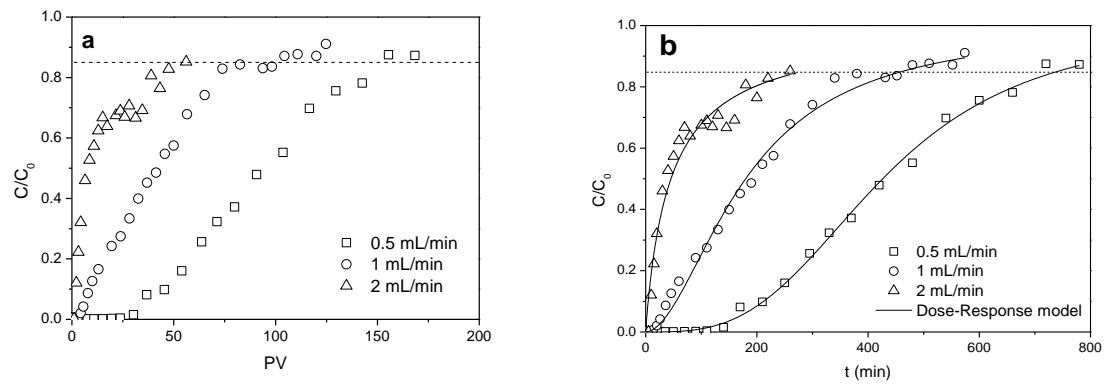 a
1.0
0.8
0.6
0.4
0.2
0.0
C/C₀
0 50 100 150 200
PV
0.5 mL/min
1 mL/min
2 mL/min
b
1.0
0.8
0.6
0.4
0.2
0.0
C/C₀
0 200 400 600 800
t (min)
0.5 mL/min
1 mL/min
2 mL/min
Dose-Response model